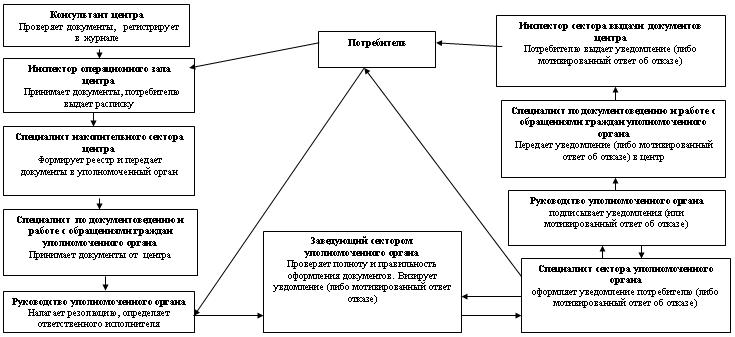 Консультант центра
Проверяет документы, регистрирует
в журнале
Инспектор операционного зала
центра
Принимает документы, потребителю
выдает расписку
Специалист накопительного сектора
центра
Формирует реестр и передает
документы в уполномоченный орган
Специалист по документоведению и
работе с обращениями граждан
уполномоченного органа
Принимает документы от центра
Руководство уполномоченного органа
Налагает резолюцию, определяет
ответственного исполнителя
Потребитель
Заведующий сектором
уполномоченного органа
Проверяет полноту и правильность
оформления документов. Визирует
уведомление (либо мотивированный ответ
отказе)
Инспектор сектора выдачи документов
центра
Потребителю выдает уведомление (либо
мотивированный ответ об отказе)
Специалист по документоведению и работе с
обращениями граждан уполномоченного
органа
Передает уведомление (либо мотивированный
ответ об отказе) в центр
Руководство уполномоченного органа
подписывает уведомления (или
мотивированный ответ об отказе)
Специалист сектора уполномоченного
органа
оформляет уведомление потребителю (либо
мотивированный ответ об отказе)